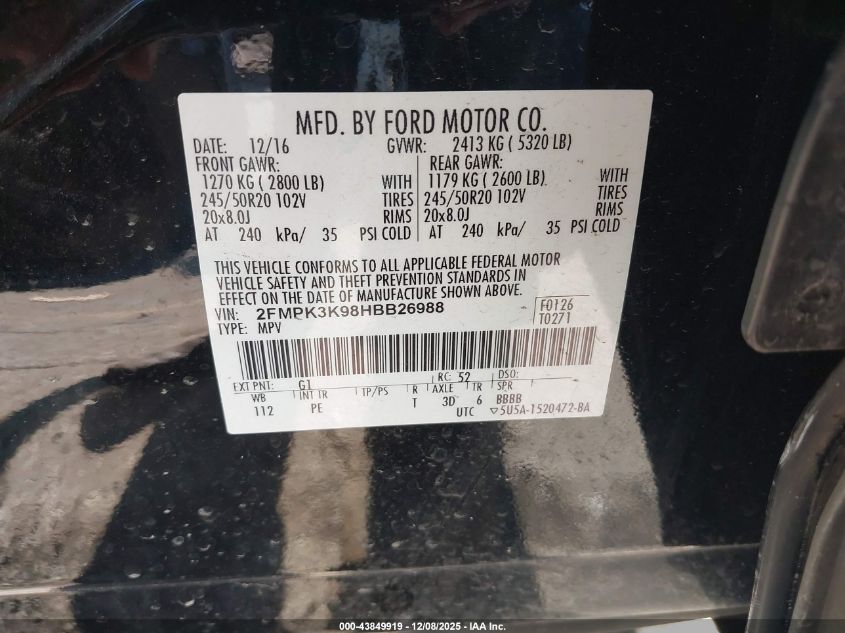 MFD. BY FORD MOTOR CO.
DATE: 12/16 GVWR: 2413 KG ( 5320 LB)
FRONT GAWR: REAR GAWR:
1270 KG ( 2800 LB) WITH 1179 KG ( 2600 LB) WITH
245/50R20 102V TIRES 245/50R20 102V TIRES
20x8.0J RIMS 20x8.0J RIMS
AT 240 kPa/ 35 PSI COLD AT 240 kPa/ 35 PSI COLD
THIS VEHICLE CONFORMS TO ALL APPLICABLE FEDERAL MOTOR
VEHICLE SAFETY AND THEFT PREVENTION STANDARDS IN
EFFECT ON THE DATE OF MANUFACTURE SHOWN ABOVE.
VIN: 2FMPK3K98HBB26988 F0126
TYPE: MPV T0271
EXT PNT: G1 RC: 52 DSO:
WB INT TR TP/PS R AXLE TR SPR
112 PE T 3D 6 BBBB
UTC ▽5U5A-1520472-BA
000-43849919 | 12/08/2025 - IAA Inc.